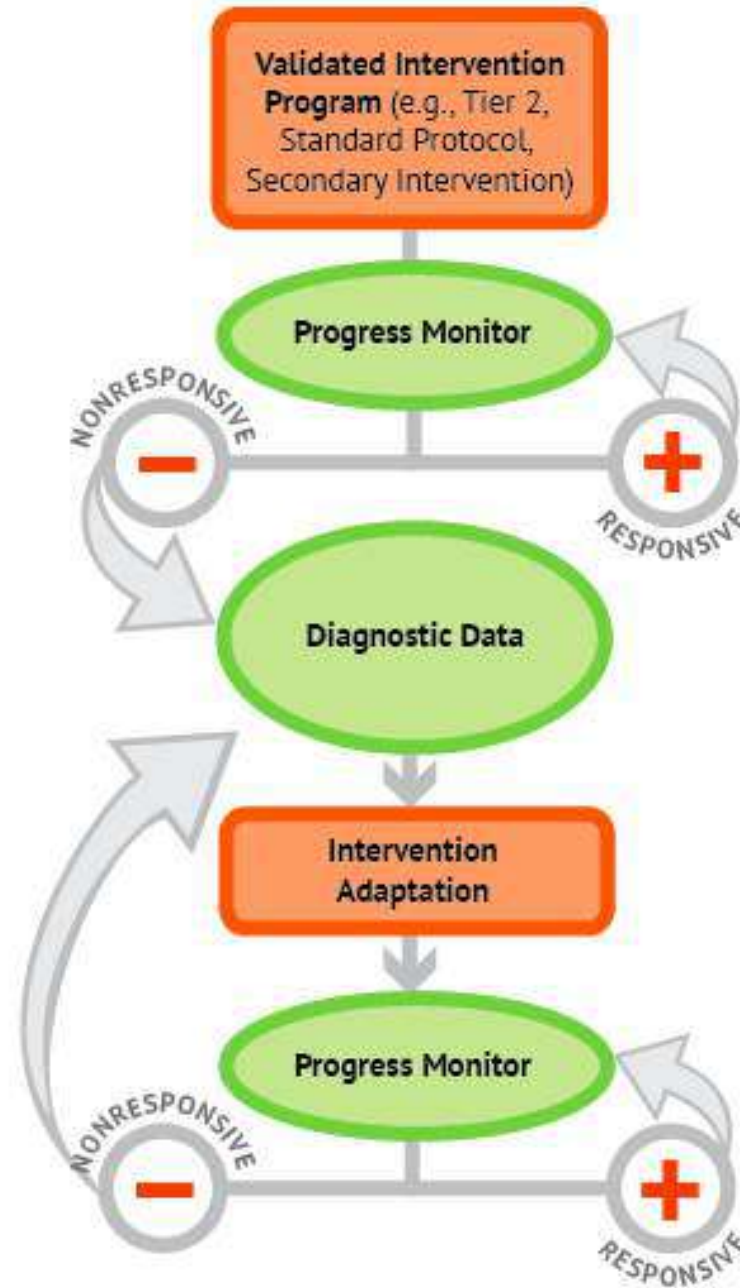 Validated Intervention
Program (e.g., Tier 2,
Standard Protocol,
Secondary Intervention)
Progress Monitor
NONRESPONSIVE
RESPONSIVE
Diagnostic Data
Intervention
Adaptation
Progress Monitor
NONRESPONSIVE
RESPONSIVE